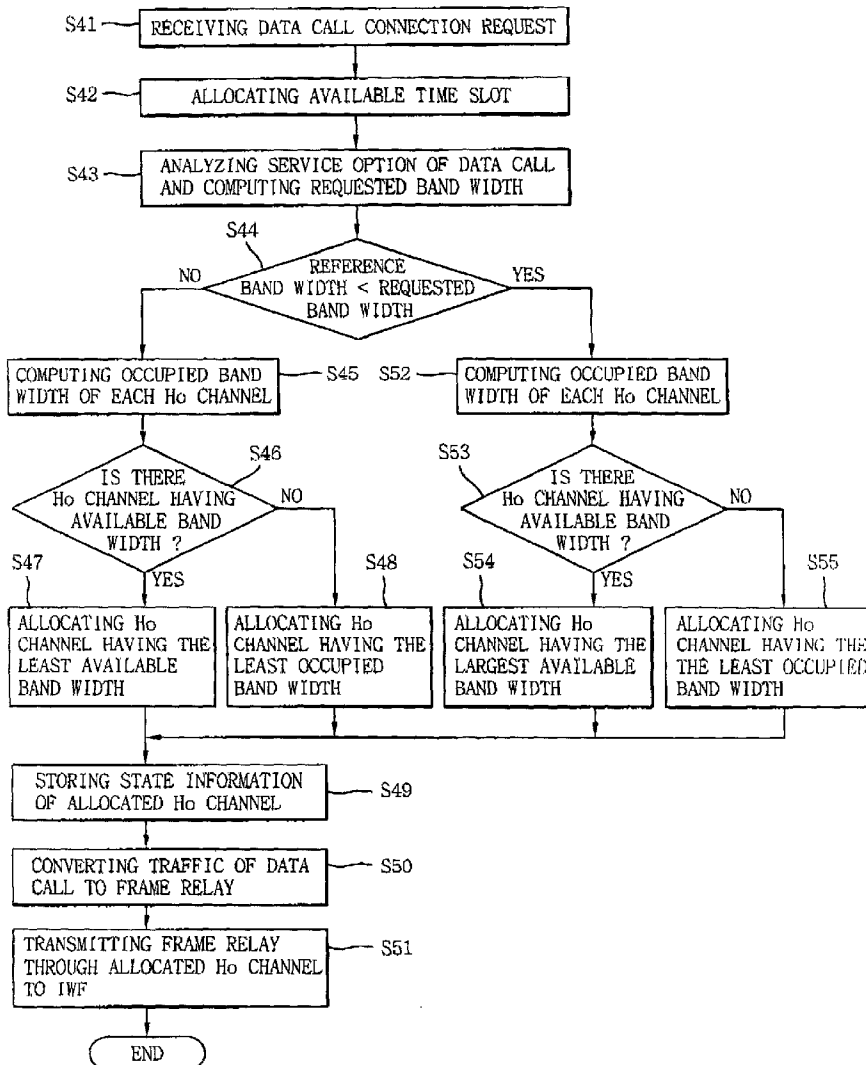 S41
RECEIVING DATA CALL CONNECTION REQUEST
S42
ALLOCATING AVAILABLE TIME SLOT
S43
ANALYZING SERVICE OPTION OF DATA CALL
AND COMPUTING REQUESTED BAND WIDTH
S44
NO
REFERENCE
BAND WIDTH < REQUESTED
BAND WIDTH
YES
COMPUTING OCCUPIED BAND
WIDTH OF EACH Ho CHANNEL
S45
S52
COMPUTING OCCUPIED BAND
WIDTH OF EACH Ho CHANNEL
S46
IS THERE
Ho CHANNEL HAVING
AVAILABLE BAND
WIDTH ?
NO
YES
S53
IS THERE
Ho CHANNEL HAVING
AVAILABLE BAND
WIDTH ?
NO
YES
S47
ALLOCATING Ho
CHANNEL HAVING THE
LEAST AVAILABLE
BAND WIDTH
S48
ALLOCATING Ho
CHANNEL HAVING THE
LEAST OCCUPIED
BAND WIDTH
S54
ALLOCATING Ho
CHANNEL HAVING THE
LARGEST AVAILABLE
BAND WIDTH
S55
ALLOCATING Ho
CHANNEL HAVING THE
THE LEAST OCCUPIED
BAND WIDTH
STORING STATE INFORMATION
OF ALLOCATED Ho CHANNEL
S49
CONVERTING TRAFFIC OF DATA
CALL TO FRAME RELAY
S50
TRANSMITTING FRAME RELAY
THROUGH ALLOCATED Ho CHANNEL
TO IWF
S51
END